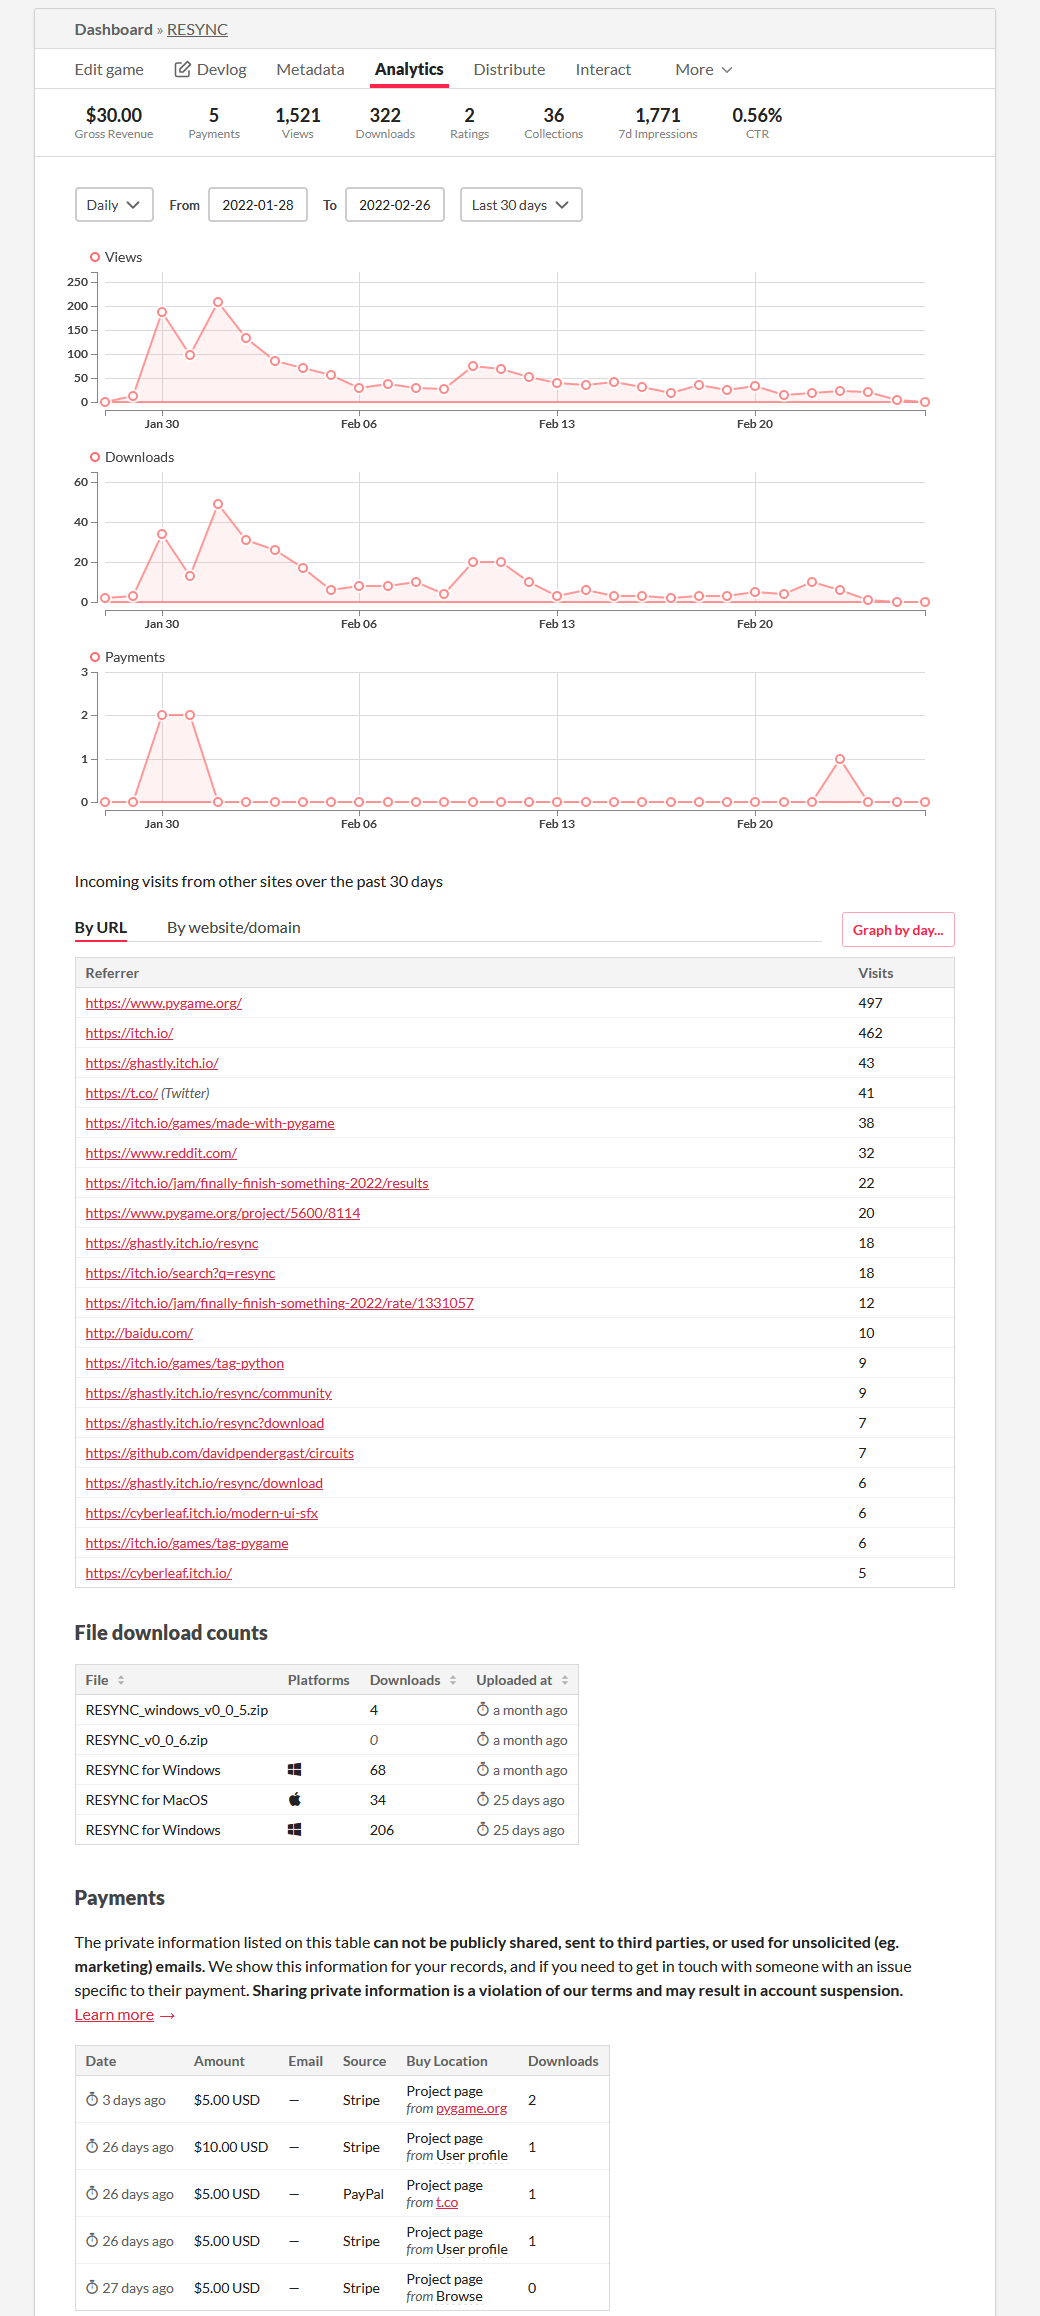 Dashboard » RESYNC
Edit game Devlog Metadata Analytics Distribute Interact More
$30.00 5 1,521 322 2 36 1,771 0.56%
Gross Revenue Payments Views Downloads Ratings Collections 7d Impressions CTR
Daily From 2022-01-28 To 2022-02-26 Last 30 days
Views
250
200
150
100
50
0
Jan 30 Feb 06 Feb 13 Feb 20
Downloads
60
40
20
0
Jan 30 Feb 06 Feb 13 Feb 20
Payments
3
2
1
0
Jan 30 Feb 06 Feb 13 Feb 20
Incoming visits from other sites over the past 30 days
By URL By website/domain Graph by day...
Referrer Visits
https://www.pygame.org/ 497
https://itch.io/ 462
https://ghastly.itch.io/ 43
https://t.co/ (Twitter) 41
https://itch.io/games/made-with-pygame 38
https://www.reddit.com/ 32
https://itch.io/jam/finally-finish-something-2022/results 22
https://www.pygame.org/project/5600/8114 20
https://ghastly.itch.io/resync 18
https://itch.io/search?q=resync 18
https://itch.io/jam/finally-finish-something-2022/rate/1331057 12
http://baidu.com/ 10
https://itch.io/games/tag-python 9
https://ghastly.itch.io/resync/community 9
https://ghastly.itch.io/resync?download 7
https://github.com/davidpendergast/circuits 7
https://ghastly.itch.io/resync/download 6
https://cyberleaf.itch.io/modern-ui-sfx 6
https://itch.io/games/tag-pygame 6
https://cyberleaf.itch.io/ 5
File download counts
File Platforms Downloads Uploaded at
RESYNC_windows_v0_0_5.zip 4 a month ago
RESYNC_v0_0_6.zip 0 a month ago
RESYNC for Windows 68 a month ago
RESYNC for MacOS 34 25 days ago
RESYNC for Windows 206 25 days ago
Payments
The private information listed on this table can not be publicly shared, sent to third parties, or used for unsolicited (eg.
marketing) emails. We show this information for your records, and if you need to get in touch with someone with an issue
specific to their payment. Sharing private information is a violation of our terms and may result in account suspension.
Learn more →
Date Amount Email Source Buy Location Downloads
3 days ago $5.00 USD — Stripe Project page 2
from pygame.org
26 days ago $10.00 USD — Stripe Project page 1
from User profile
26 days ago $5.00 USD — PayPal Project page 1
from t.co
26 days ago $5.00 USD — Stripe Project page 1
from User profile
27 days ago $5.00 USD — Stripe Project page 0
from Browse